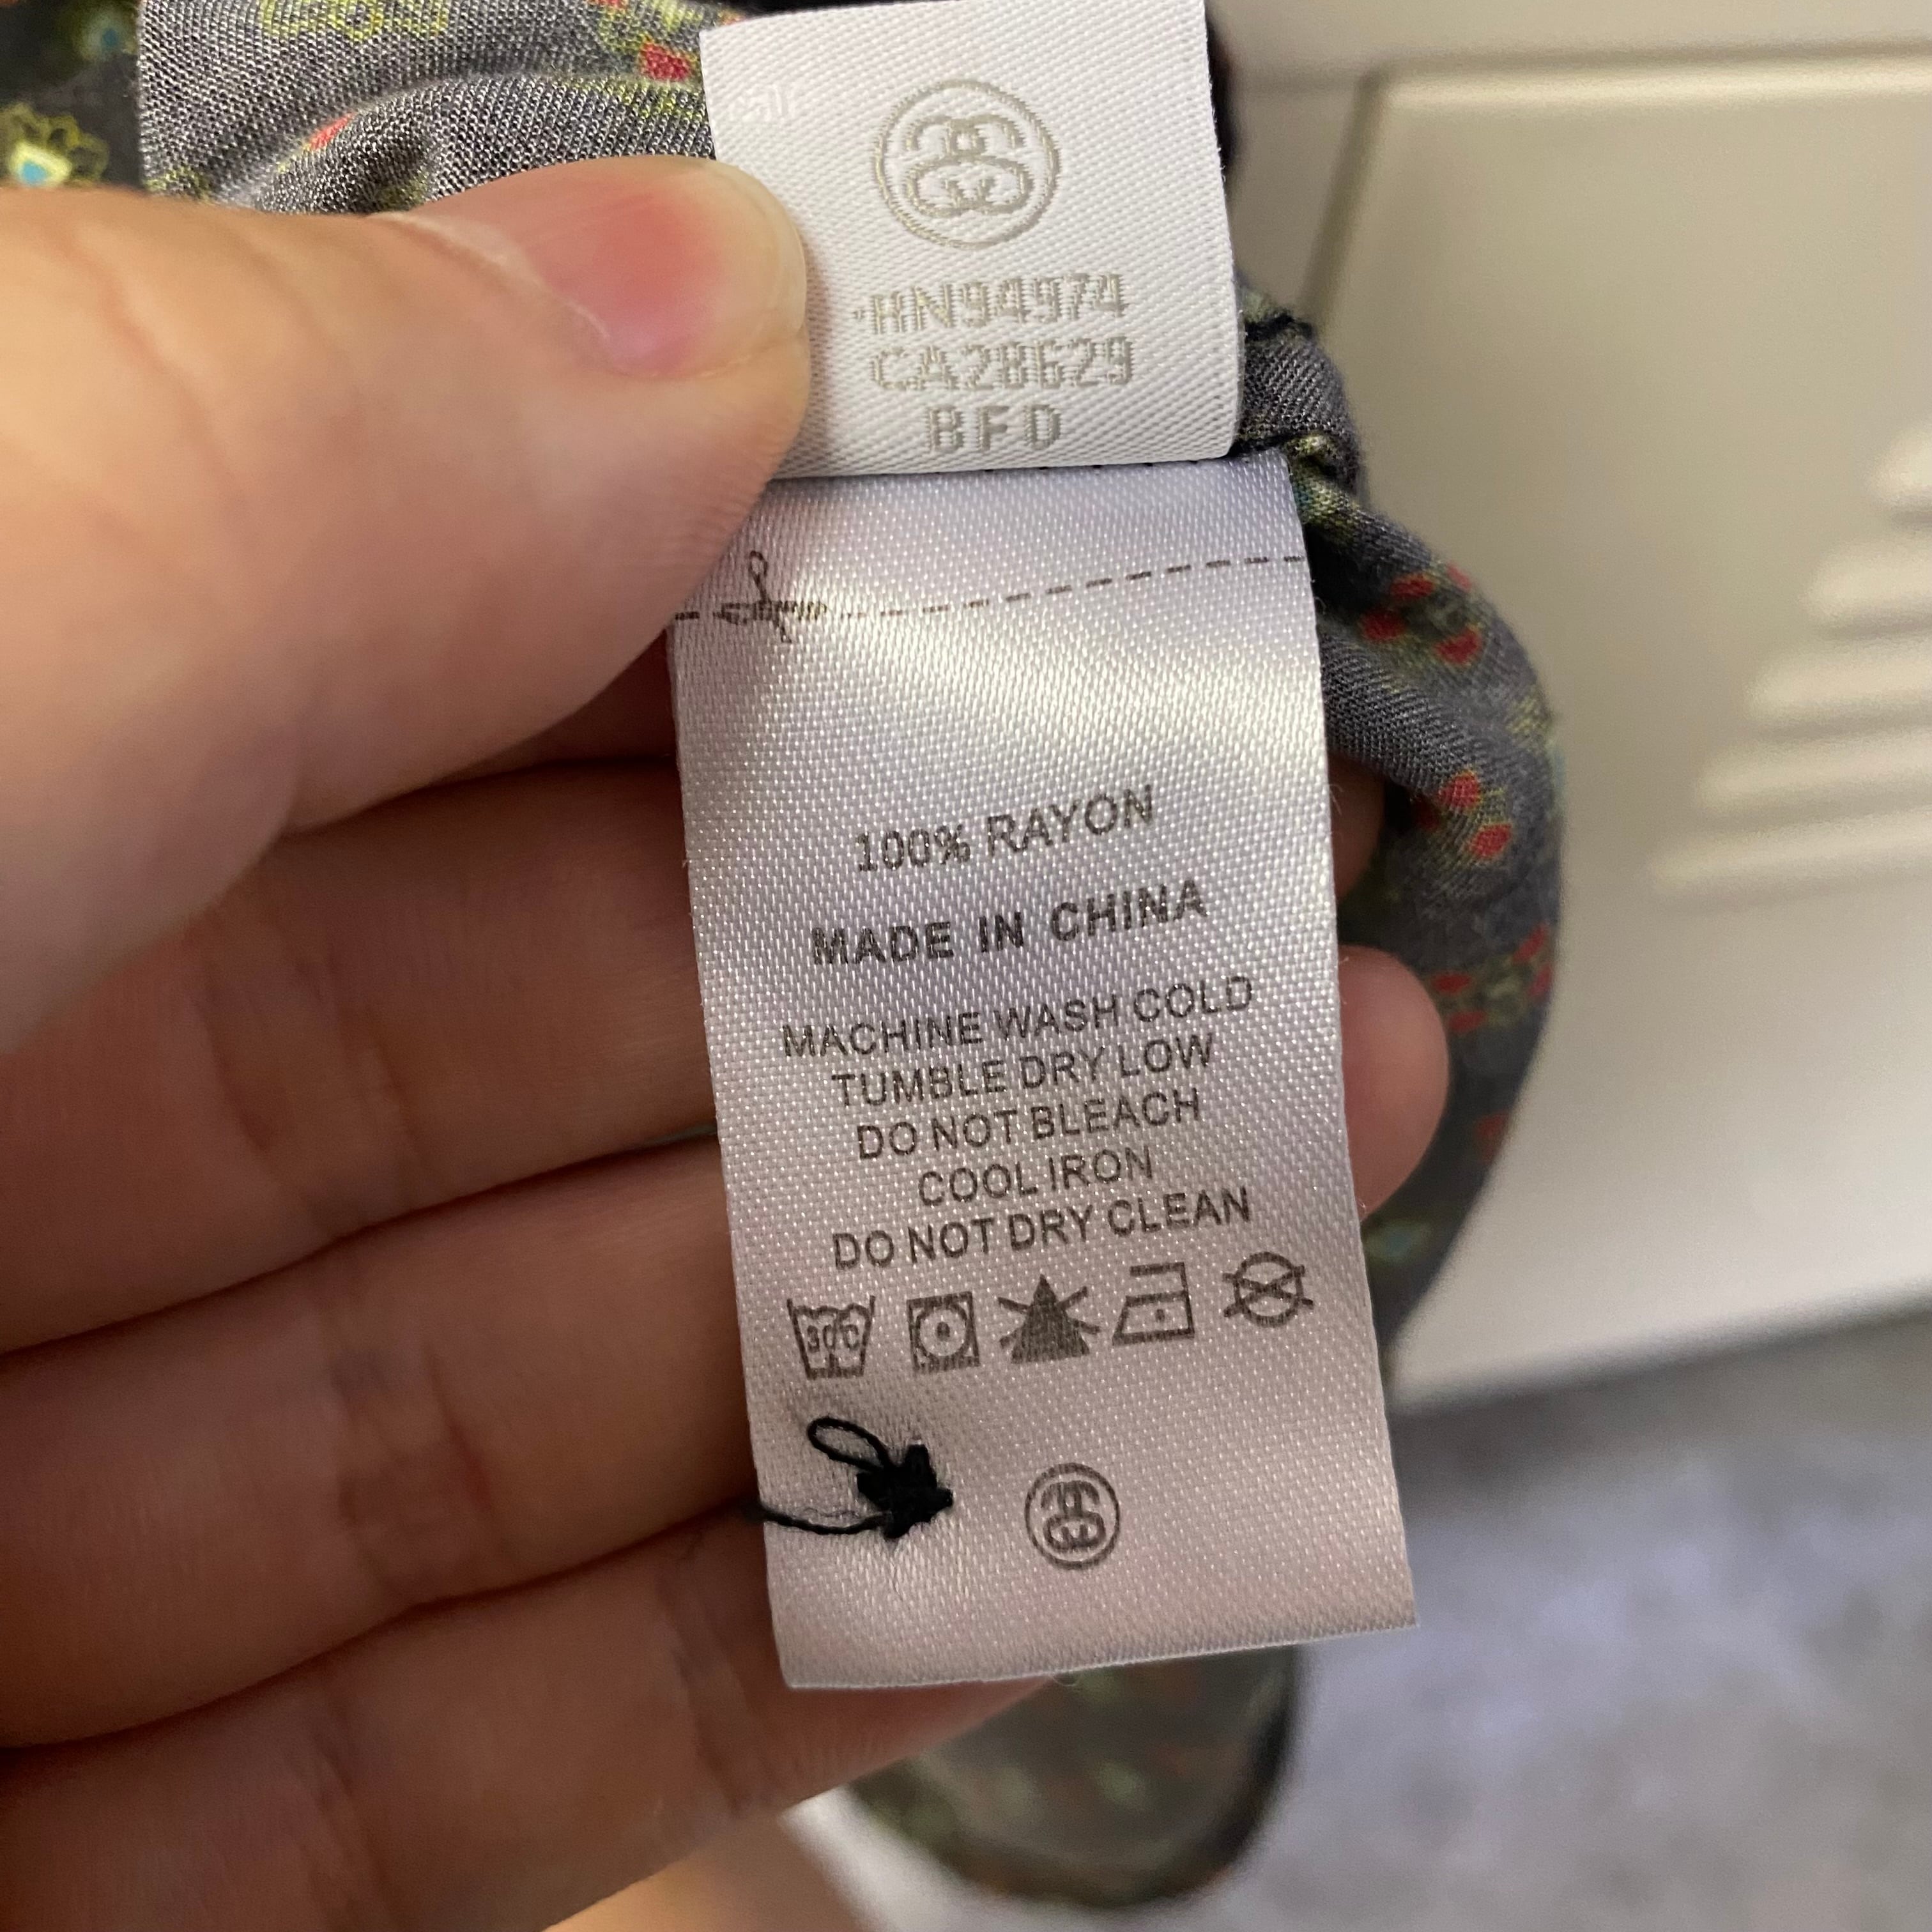 RN94974
CA28629
BFD
100% RAYON
MADE IN CHINA
MACHINE WASH COLD
TUMBLE DRY LOW
DO NOT BLEACH
COOL IRON
DO NOT DRY CLEAN
30°C